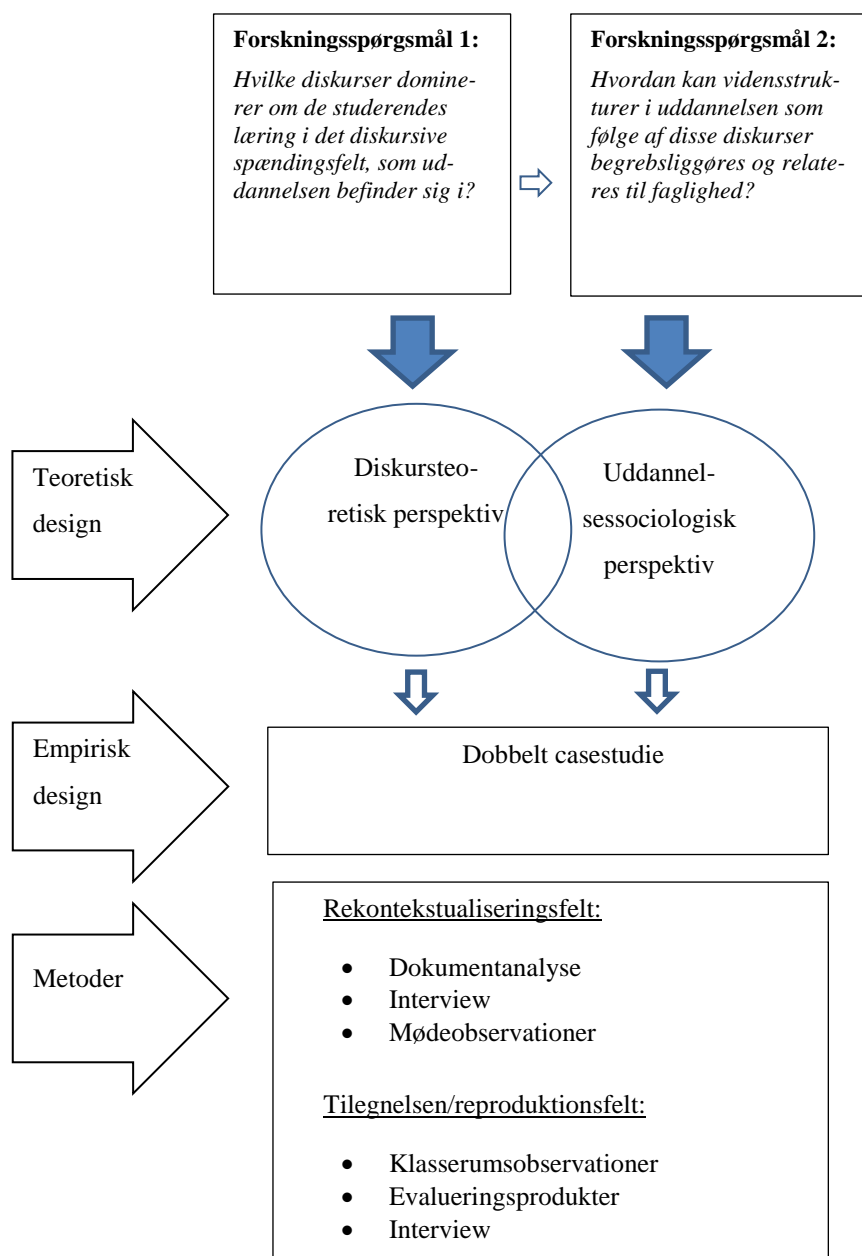 Forskningsspørgsmål 1:
Hvilke diskurser domine-
rer om de studerendes
læring i det diskursive
spændingsfelt, som ud-
dannelsen befinder sig i?
Forskningsspørgsmål 2:
Hvordan kan vidensstruk-
turer i uddannelsen som
følge af disse diskurser
begrebsliggøres og relate-
res til faglighed?
Teoretisk
design
Diskursteo-
retisk perspektiv
Uddannel-
sessociologisk
perspektiv
Empirisk
design
Dobbelt casestudie
Metoder
Rekontekstualiseringsfelt:
• Dokumentanalyse
• Interview
• Mødeobservationer
Tilegnelsen/reproduktionsfelt:
• Klasserumsobservationer
• Evalueringsprodukter
• Interview